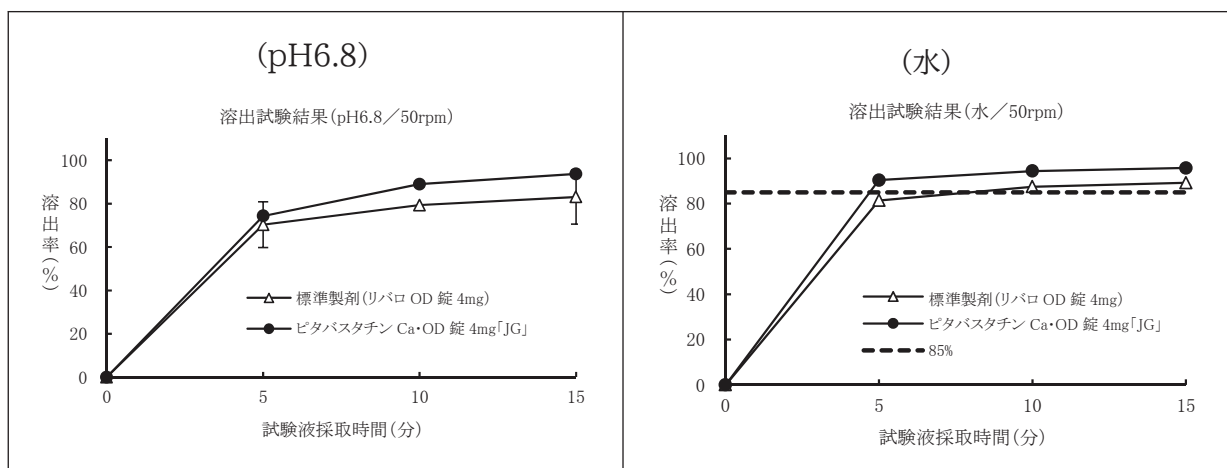 (pH6.8)
溶出試験結果(pH6.8/50rpm)
溶出率(%)
100
80
60
40
20
0
標準製剤(リバロ OD 錠 4mg)
ピタバスタチン Ca・OD 錠 4mg「JG」
0 5 10 15
試験液採取時間(分)
(水)
溶出試験結果(水/50rpm)
溶出率(%)
100
80
60
40
20
0
標準製剤(リバロ OD 錠 4mg)
ピタバスタチン Ca・OD 錠 4mg「JG」
85%
0 5 10 15
試験液採取時間(分)